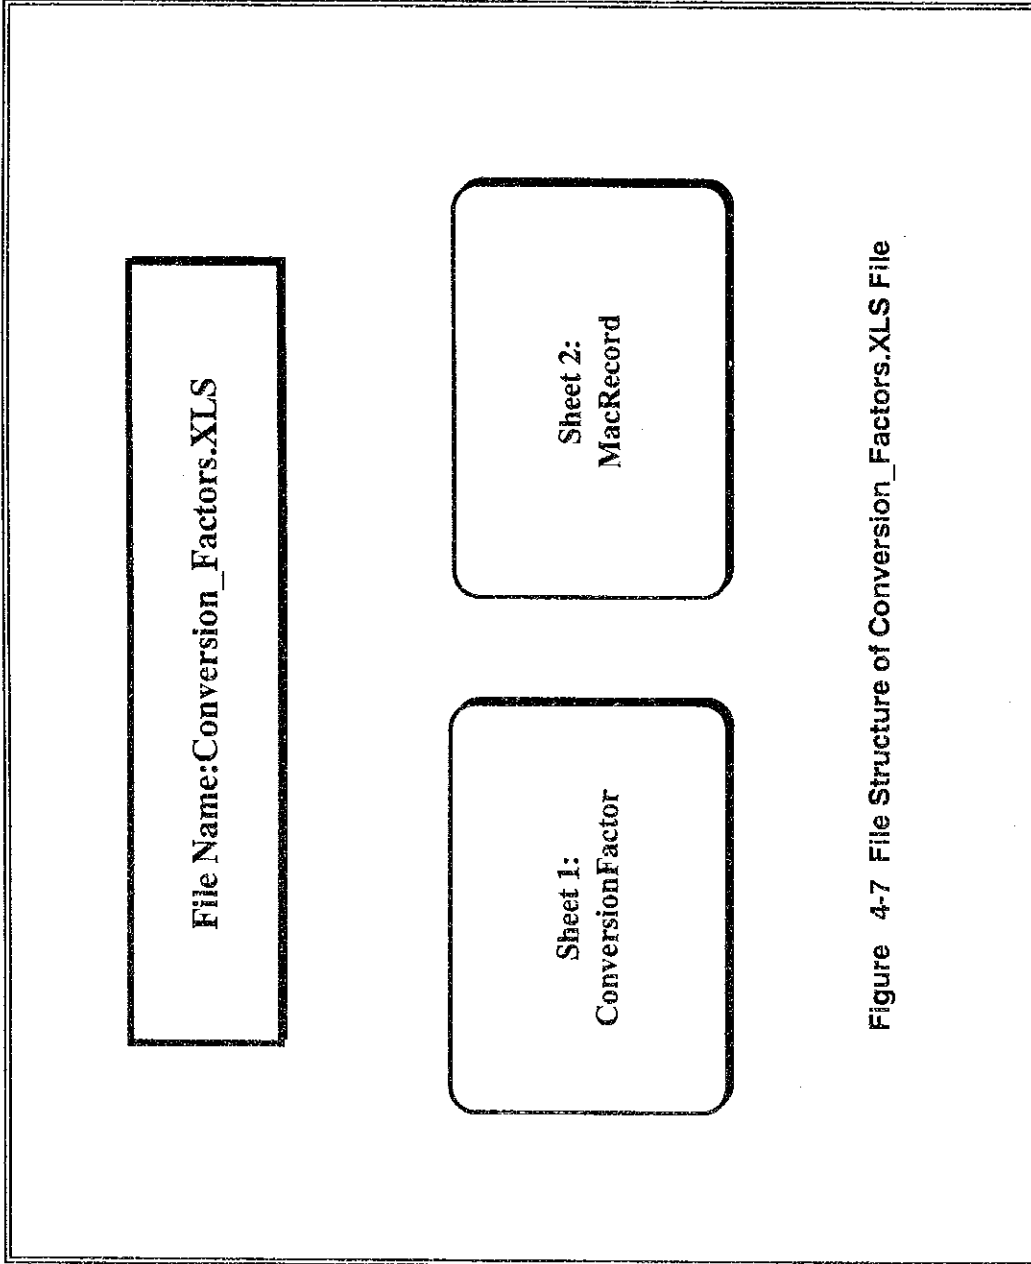 File Name:Conversion_Factors.XLS
Sheet 1:
ConversionFactor
Sheet 2:
MacRecord
Figure 4-7 File Structure of Conversion_Factors.XLS File